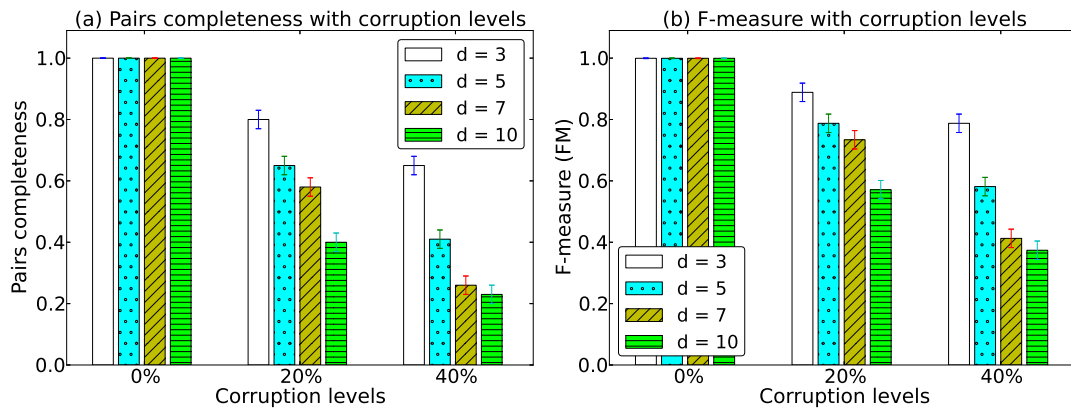 (a) Pairs completeness with corruption levels
Pairs completeness
1.0
0.8
0.6
0.4
0.2
0.0
d = 3
d = 5
d = 7
d = 10
0%
20%
40%
Corruption levels
(b) F-measure with corruption levels
F-measure (FM)
1.0
0.8
0.6
0.4
0.2
0.0
d = 3
d = 5
d = 7
d = 10
0%
20%
40%
Corruption levels